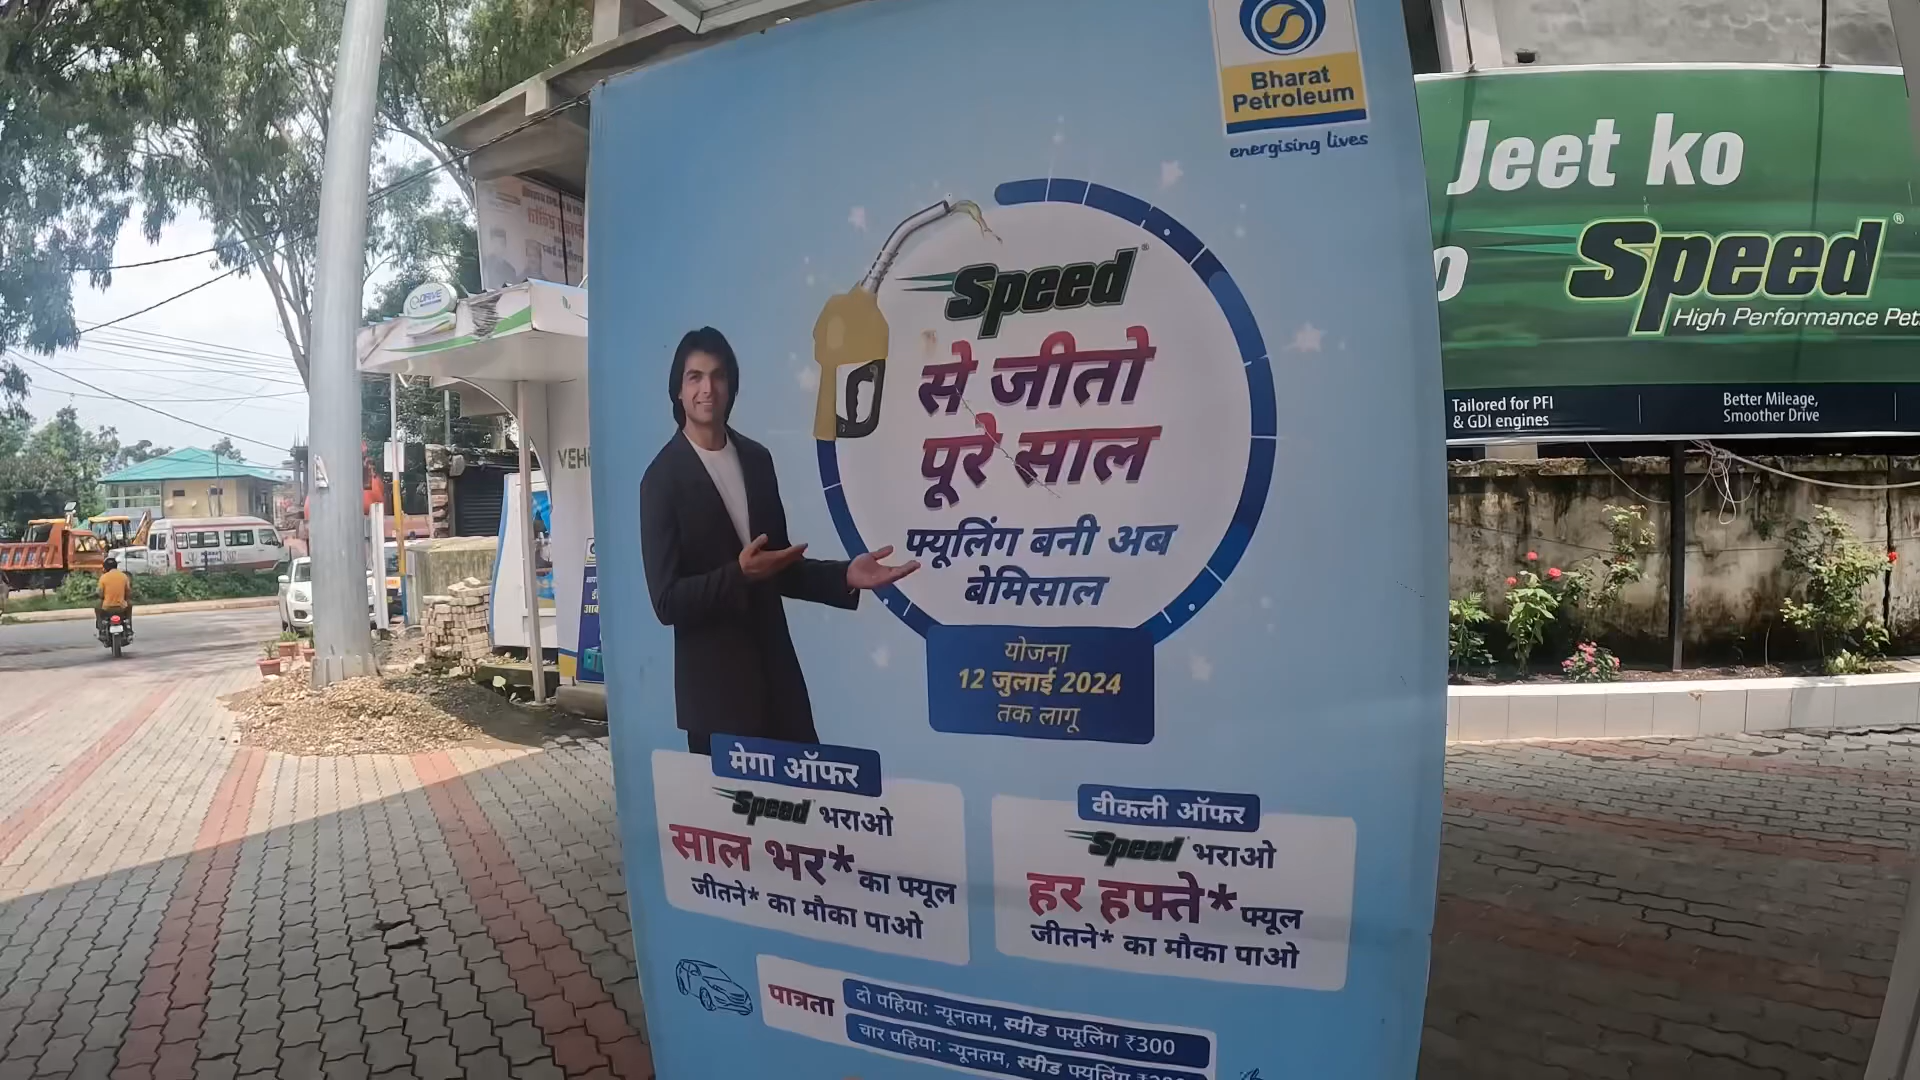 Bharat
Petroleum
energising lives
Speed
से जीतो
पूरे साल
फ्यूलिंग बनी अब
बेमिसाल
योजना
12 जुलाई 2024
तक लागू
मेगा ऑफर
Speed भराओ
साल भर* का फ्यूल
जीतने* का मौका पाओ
वीकली ऑफर
Speed भराओ
हर हफ्ते* फ्यूल
जीतने* का मौका पाओ
पात्रता
दो पहिया: न्यूनतम, स्पीड फ्यूलिंग ₹300
चार पहिया: न्यूनतम, स्पीड फ्यूलिंग
Jeet ko
Speed
High Performance Pet
Tailored for PFI
& GDI engines
Better Mileage,
Smoother Drive
VEH